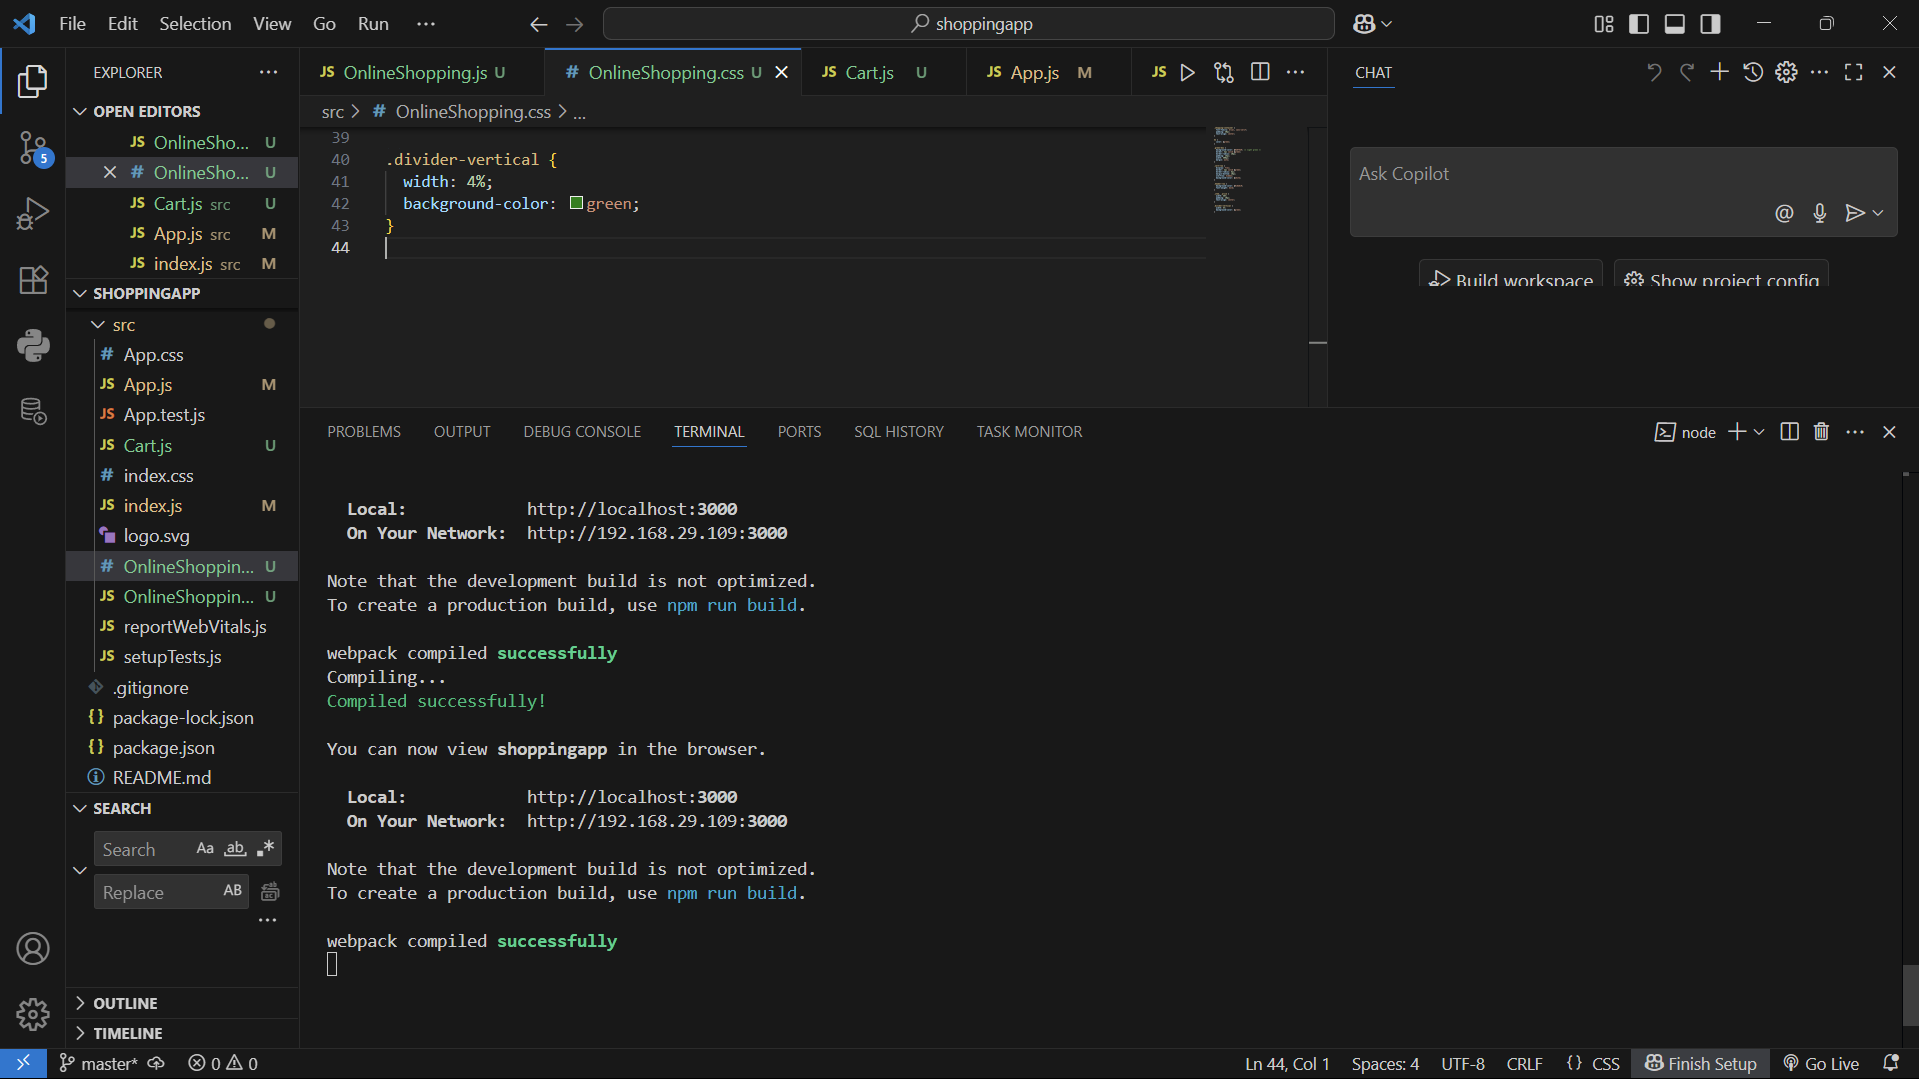 File Edit Selection View Go Run ···
shoppingapp
EXPLORER
OPEN EDITORS
JS OnlineSho... U
# OnlineSho... U
JS Cart.js src U
JS App.js src M
JS index.js src M
SHOPPINGAPP
src
# App.css
JS App.js M
JS App.test.js
JS Cart.js U
# index.css
JS index.js M
logo.svg
# OnlineShoppin... U
JS OnlineShoppin... U
JS reportWebVitals.js
JS setupTests.js
.gitignore
{} package-lock.json
{} package.json
README.md
SEARCH
Search Aa ab .*
Replace AB
OUTLINE
TIMELINE
5
JS OnlineShopping.js U
# OnlineShopping.css U
JS Cart.js U
JS App.js M
JS
src > # OnlineShopping.css > ...
39
40 .divider-vertical {
41 width: 4%;
42 background-color: green;
43 }
44
CHAT
Ask Copilot
@
Build workspace
Show project config
PROBLEMS OUTPUT DEBUG CONSOLE TERMINAL PORTS SQL HISTORY TASK MONITOR
node
Local: http://localhost:3000
On Your Network: http://192.168.29.109:3000
Note that the development build is not optimized.
To create a production build, use npm run build.
webpack compiled successfully
Compiling...
Compiled successfully!
You can now view shoppingapp in the browser.
Local: http://localhost:3000
On Your Network: http://192.168.29.109:3000
Note that the development build is not optimized.
To create a production build, use npm run build.
webpack compiled successfully
master* 0 0
Ln 44, Col 1 Spaces: 4 UTF-8 CRLF {} CSS Finish Setup Go Live